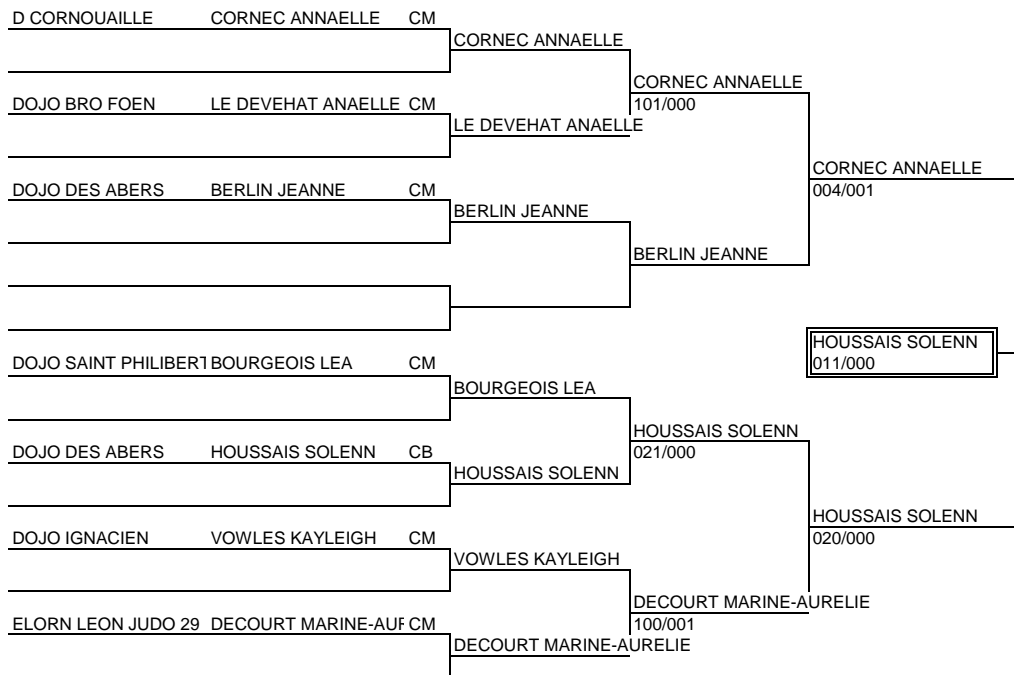 D CORNOUAILLE CORNEC ANNAELLE CM
CORNEC ANNAELLE
CORNEC ANNAELLE
101/000
DOJO BRO FOEN LE DEVEHAT ANAELLE CM
LE DEVEHAT ANAELLE
CORNEC ANNAELLE
004/001
DOJO DES ABERS BERLIN JEANNE CM
BERLIN JEANNE
BERLIN JEANNE
HOUSSAIS SOLENN
011/000
DOJO SAINT PHILIBERT BOURGEOIS LEA CM
BOURGEOIS LEA
HOUSSAIS SOLENN
021/000
DOJO DES ABERS HOUSSAIS SOLENN CB
HOUSSAIS SOLENN
HOUSSAIS SOLENN
020/000
DOJO IGNACIEN VOWLES KAYLEIGH CM
VOWLES KAYLEIGH
DECOURT MARINE-AURELIE
100/001
ELORN LEON JUDO 29 DECOURT MARINE-AUR CM
DECOURT MARINE-AURELIE